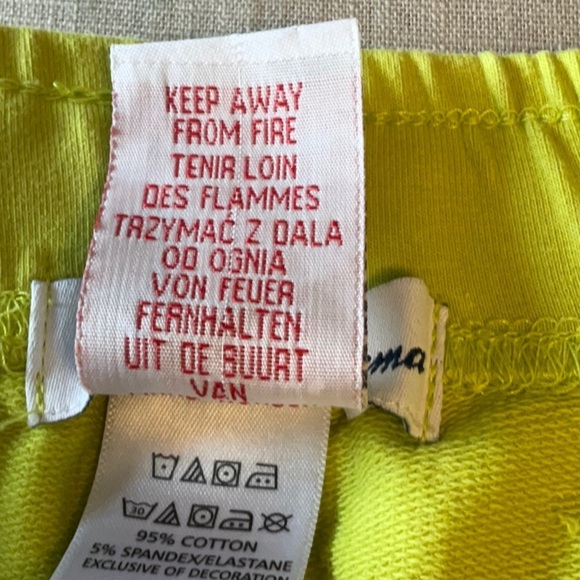 KEEP AWAY
FROM FIRE
TENIR LOIN
DES FLAMMES
TRZYMAĆ Z DALA
OD OGNIA
VON FEUER
FERNHALTEN
UIT DE BUURT
VAN
ma
30
95% COTTON
5% SPANDEX/ELASTANE
EXCLUSIVE OF DECORATION